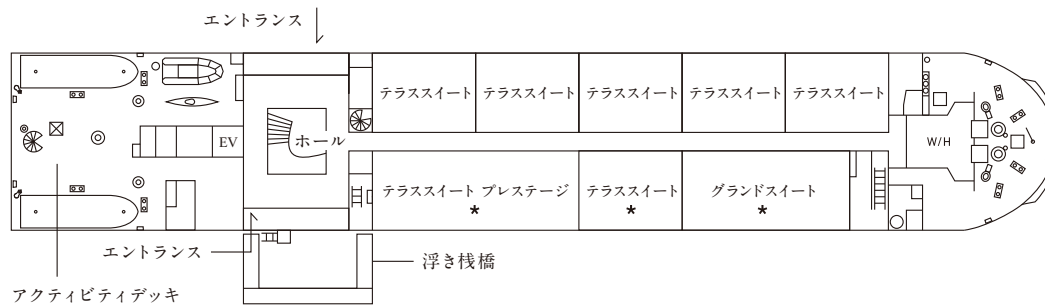 エントランス
テラススイート
テラススイート
テラススイート
テラススイート
テラススイート
EV
ホール
W/H
テラススイート プレステージ
*
テラススイート
*
グランドスイート
*
エントランス
浮き桟橋
アクティビティデッキ